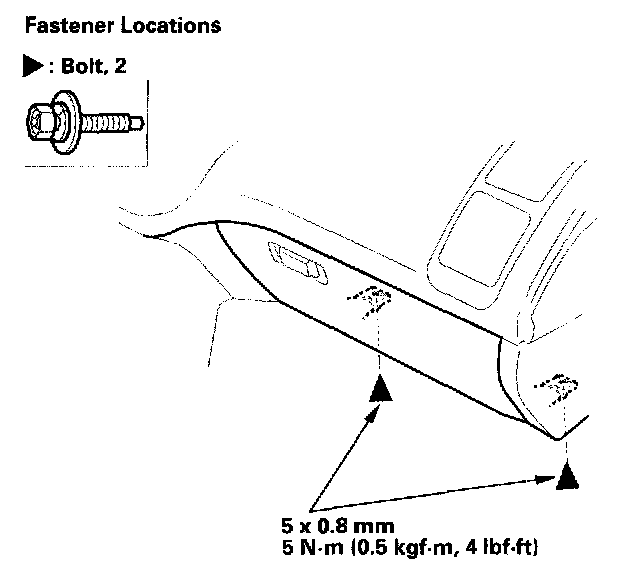 Fastener Locations
▶ : Bolt, 2
5 x 0.8 mm
5 N·m (0.5 kgf·m, 4 lbf·ft)